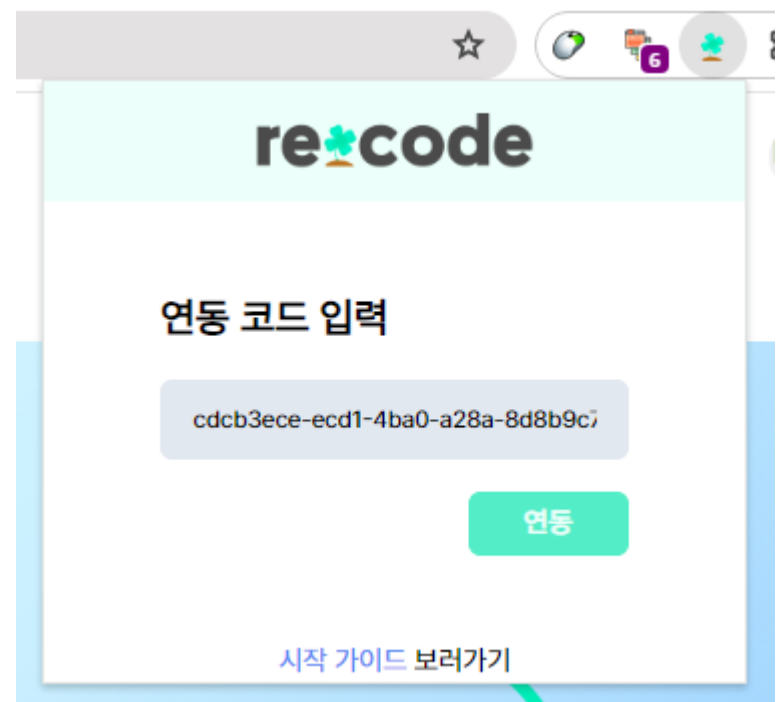 6
re code
연동 코드 입력
cdcb3ece-ecd1-4ba0-a28a-8d8b9c
연동
시작 가이드 보러가기